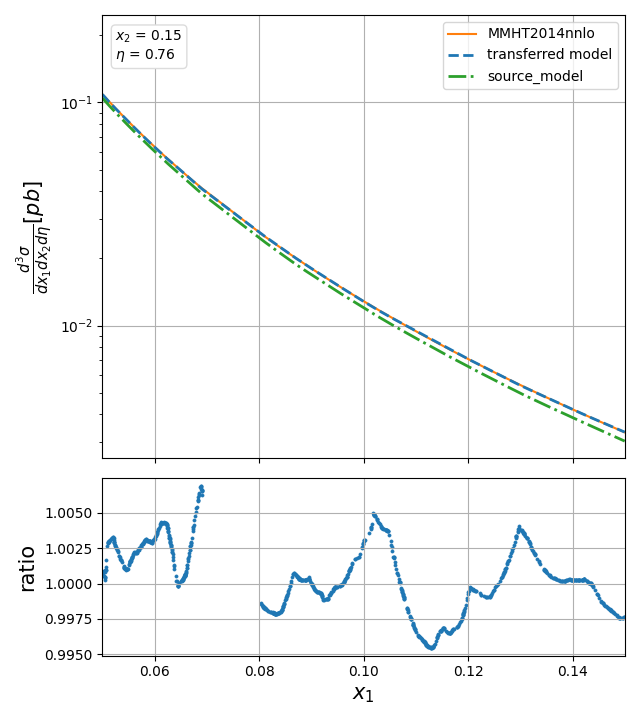 x₂ = 0.15
η = 0.76
MMHT2014nnlo
transferred model
source_model
10⁻¹
10⁻²
d³σ/dx₁dx₂dη [pb]
1.0050
1.0025
1.0000
0.9975
0.9950
ratio
0.06 0.08 0.10 0.12 0.14
x₁